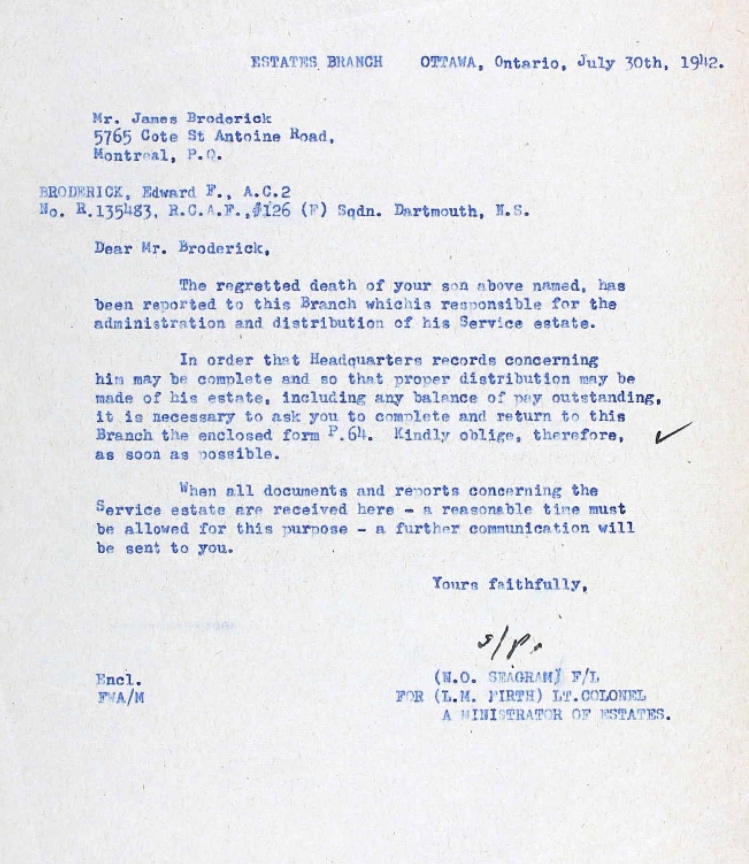 ESTATES BRANCH OTTAWA, Ontario, July 30th, 1942.
Mr. James Broderick
5765 Cote St Antoine Road,
Montreal, P.Q.
BRODERICK, Edward F., A.C.2
No. R.135483, R.C.A.F., #126 (F) Sqdn. Dartmouth, N.S.
Dear Mr. Broderick,
The regretted death of your son above named, has
been reported to this Branch whichis responsible for the
administration and distribution of his Service estate.
In order that Headquarters records concerning
him may be complete and so that proper distribution may be
made of his estate, including any balance of pay outstanding,
it is necessary to ask you to complete and return to this
Branch the enclosed form P.64. Kindly oblige, therefore, ✓
as soon as possible.
When all documents and reports concerning the
Service estate are received here - a reasonable time must
be allowed for this purpose - a further communication will
be sent to you.
Yours faithfully,
Encl. (N.O. SEAGRAM) F/L
FWA/M FOR (L.M. FIRTH) LT.COLONEL
A MINISTRATOR OF ESTATES.